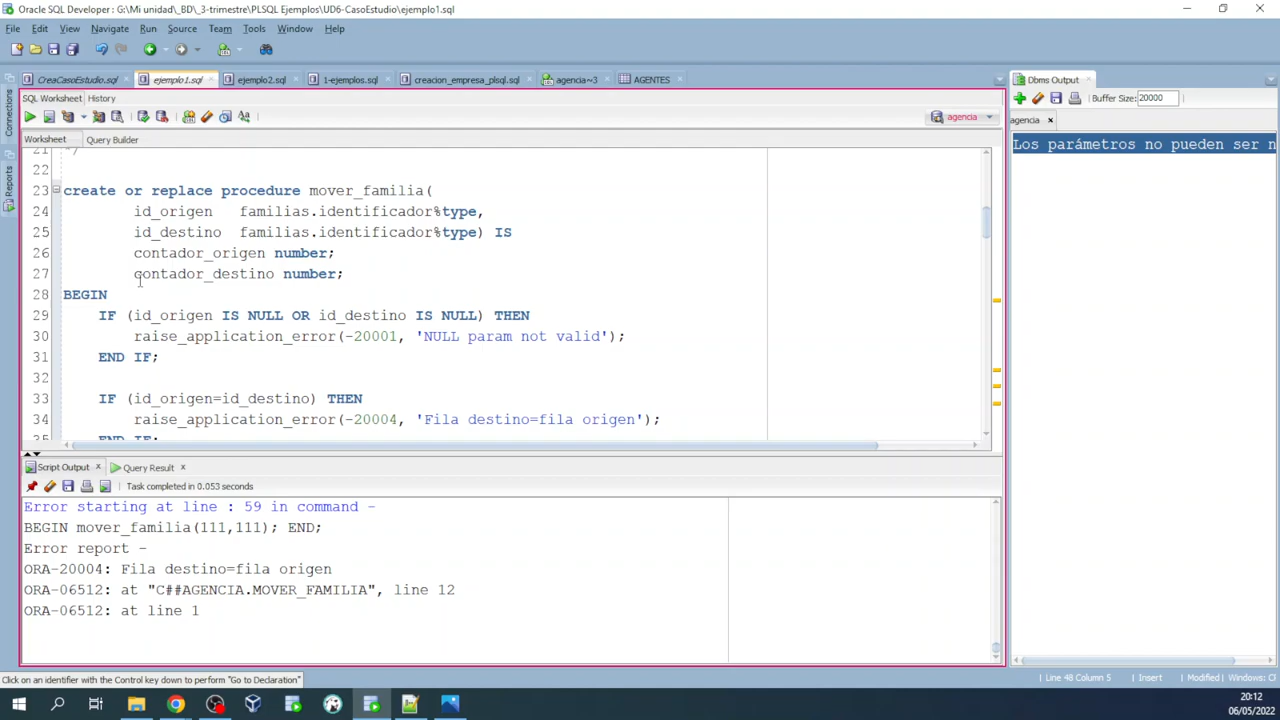 Oracle SQL Developer : G:\Mi unidad\_BD\_3-trimestre\PLSQL Ejemplos\UD6-CasoEstudio\ejemplo1.sql
File Edit View Navigate Run Source Team Tools Window Help
CreaCasoEstudio.sql ejemplo1.sql ejemplo2.sql 1-ejemplos.sql creacion_empresa_plsql.sql agencia~3 AGENTES
Dbms Output
SQL Worksheet History
Buffer Size: 20000
agencia
agencia
Worksheet Query Builder
Connections
Reports
Los parámetros no pueden ser n
21 */
22
23 create or replace procedure mover_familia(
24 id_origen familias.identificador%type,
25 id_destino familias.identificador%type) IS
26 contador_origen number;
27 contador_destino number;
28 BEGIN
29 IF (id_origen IS NULL OR id_destino IS NULL) THEN
30 raise_application_error(-20001, 'NULL param not valid');
31 END IF;
32
33 IF (id_origen=id_destino) THEN
34 raise_application_error(-20004, 'Fila destino=fila origen');
35 END IF;
Script Output Query Result
Task completed in 0.053 seconds
Error starting at line : 59 in command -
BEGIN mover_familia(111,111); END;
Error report -
ORA-20004: Fila destino=fila origen
ORA-06512: at "C##AGENCIA.MOVER_FAMILIA", line 12
ORA-06512: at line 1
Click on an identifier with the Control key down to perform "Go to Declaration"
Line 48 Column 5 Insert Modified Windows: CF
20:12
06/05/2022